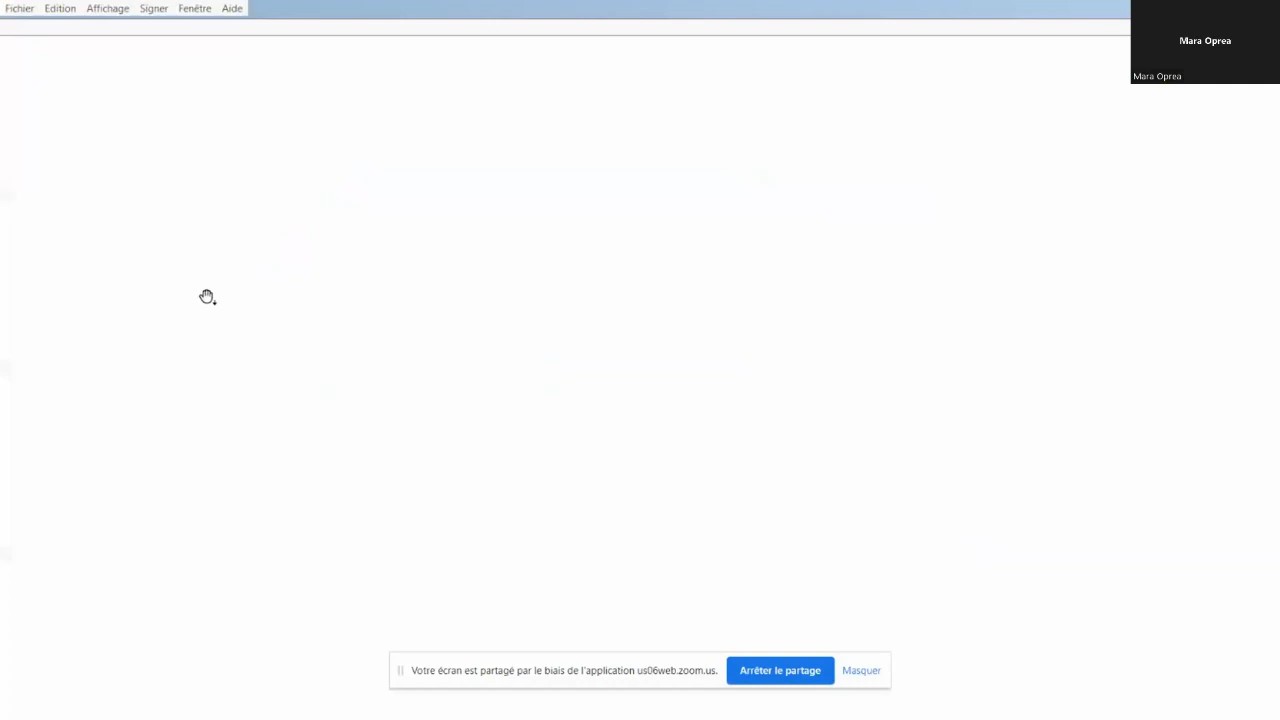 Fichier Edition Affichage Signer Fenêtre Aide
Mara Oprea
Mara Oprea
Votre écran est partagé par le biais de l'application us06web.zoom.us. Arrêter le partage Masquer